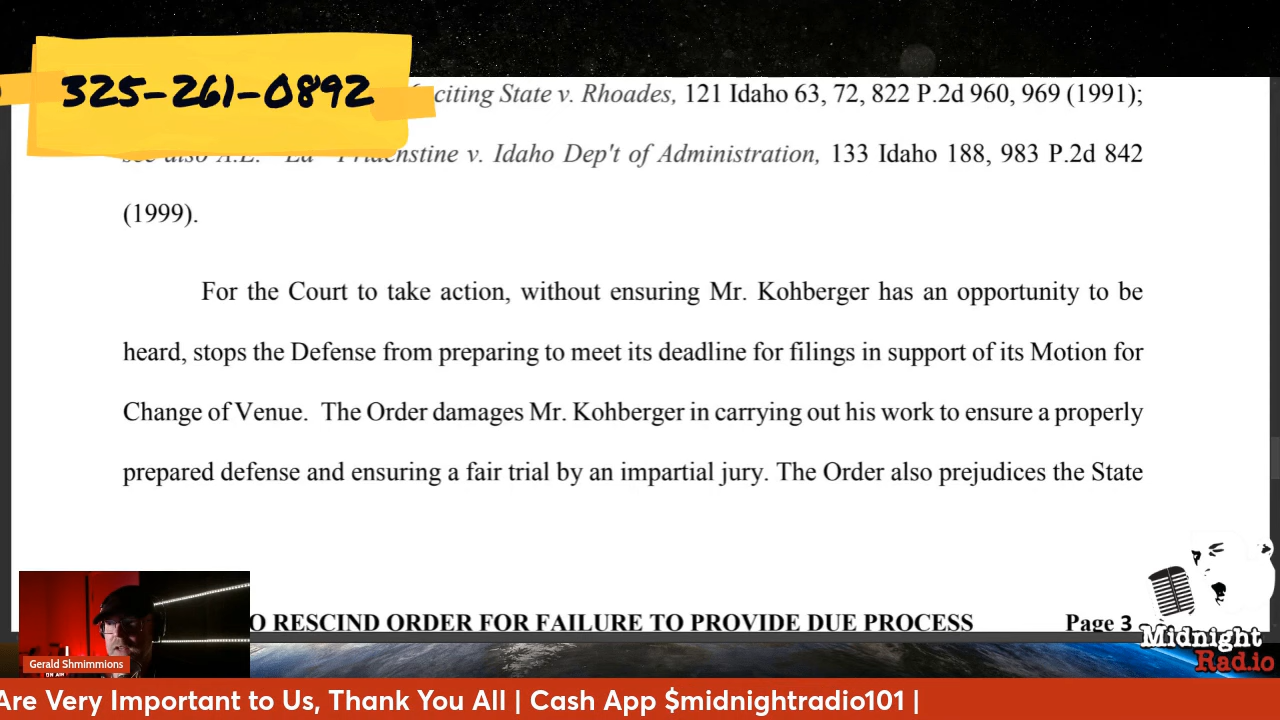 325-261-0892
citing State v. Rhoades, 121 Idaho 63, 72, 822 P.2d 960, 969 (1991);
see also A.E. v. Idaho Dep't of Administration, 133 Idaho 188, 983 P.2d 842
(1999).
For the Court to take action, without ensuring Mr. Kohberger has an opportunity to be
heard, stops the Defense from preparing to meet its deadline for filings in support of its Motion for
Change of Venue. The Order damages Mr. Kohberger in carrying out his work to ensure a properly
prepared defense and ensuring a fair trial by an impartial jury. The Order also prejudices the State
O RESCIND ORDER FOR FAILURE TO PROVIDE DUE PROCESS Page 3
Midnight
Rad.io
Gerald Shmimmions
ON AIR
Are Very Important to Us, Thank You All | Cash App $midnightradio101 |